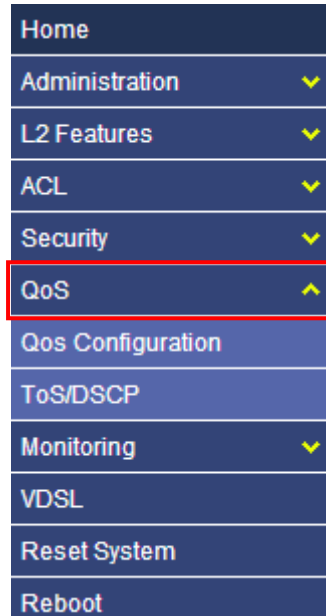 Home
Administration
L2 Features
ACL
Security
QoS
Qos Configuration
ToS/DSCP
Monitoring
VDSL
Reset System
Reboot